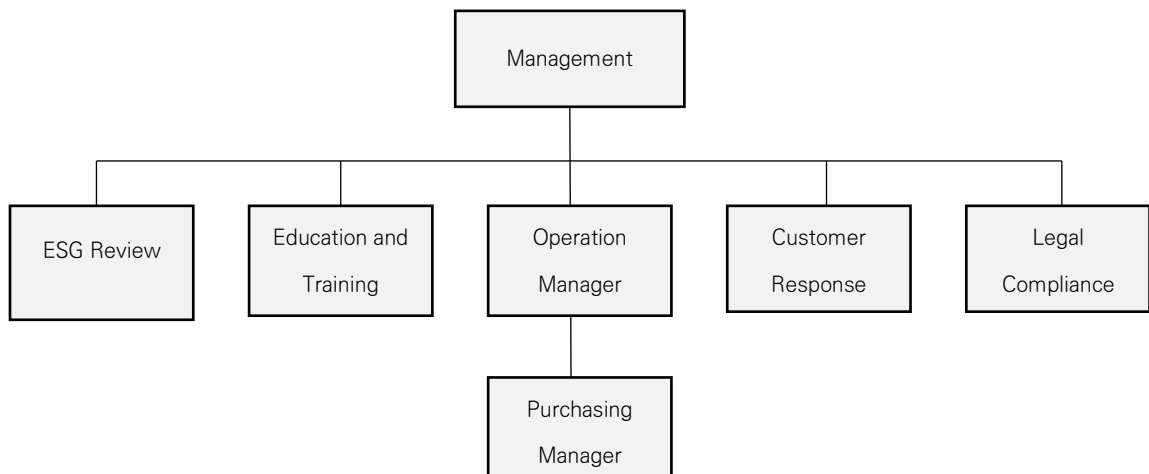 Management
ESG Review
Education and
Training
Operation
Manager
Customer
Response
Legal
Compliance
Purchasing
Manager